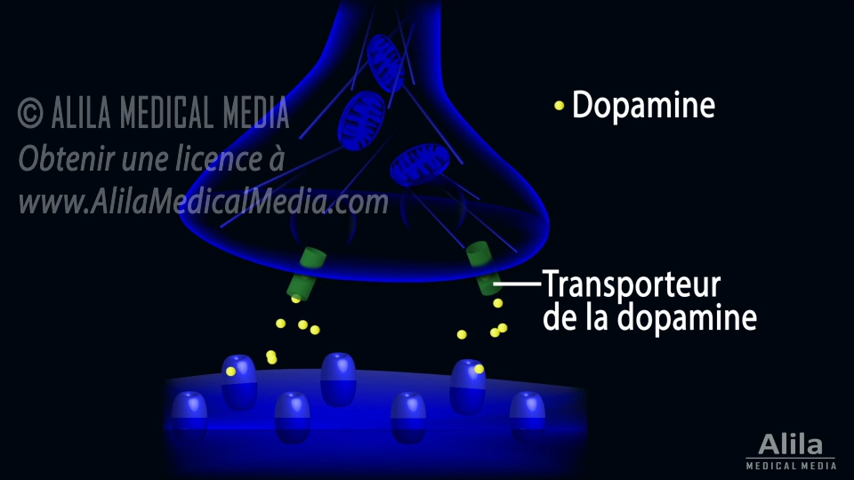 © ALILA MEDICAL MEDIA
Obtenir une licence à
www.AlilaMedicalMedia.com
Dopamine
Transporteur
de la dopamine
Alila
MEDICAL MEDIA